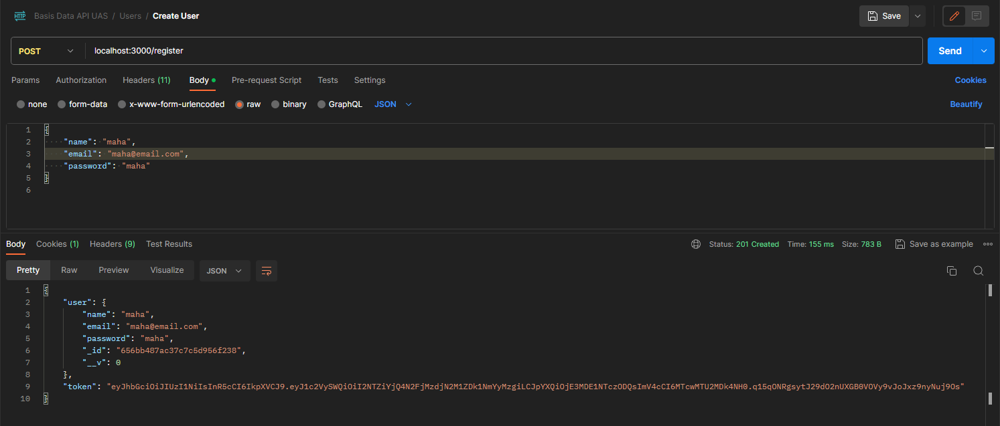 HTTP Basis Data API UAS / Users / Create User Save
POST localhost:3000/register Send
Params Authorization Headers (11) Body Pre-request Script Tests Settings Cookies
none form-data x-www-form-urlencoded raw binary GraphQL JSON Beautify
1 {
2 "name": "maha",
3 "email": "maha@email.com",
4 "password": "maha"
5 }
6
Body Cookies (1) Headers (9) Test Results Status: 201 Created Time: 155 ms Size: 783 B Save as example
Pretty Raw Preview Visualize JSON
1 {
2 "user": {
3 "name": "maha",
4 "email": "maha@email.com",
5 "password": "maha",
6 "_id": "656bb487ac37c7c5d956f238",
7 "__v": 0
8 },
9 "token": "eyJhbGciOiJIUzI1NiIsInR5cCI6IkpXVCJ9.eyJ1c2VySWQiOiI2NTZiYjQ4N2FjMzdjN2M1ZDk1NmYyMzgiLCJpYXQiOjE3MDE1NTczODQsImV4cCI6MTcwMTU2MDk4NH0.q15qONRgsytJ29dO2nUXGB0VOVy9vJoJxz9nyNuj9Os"
10 }